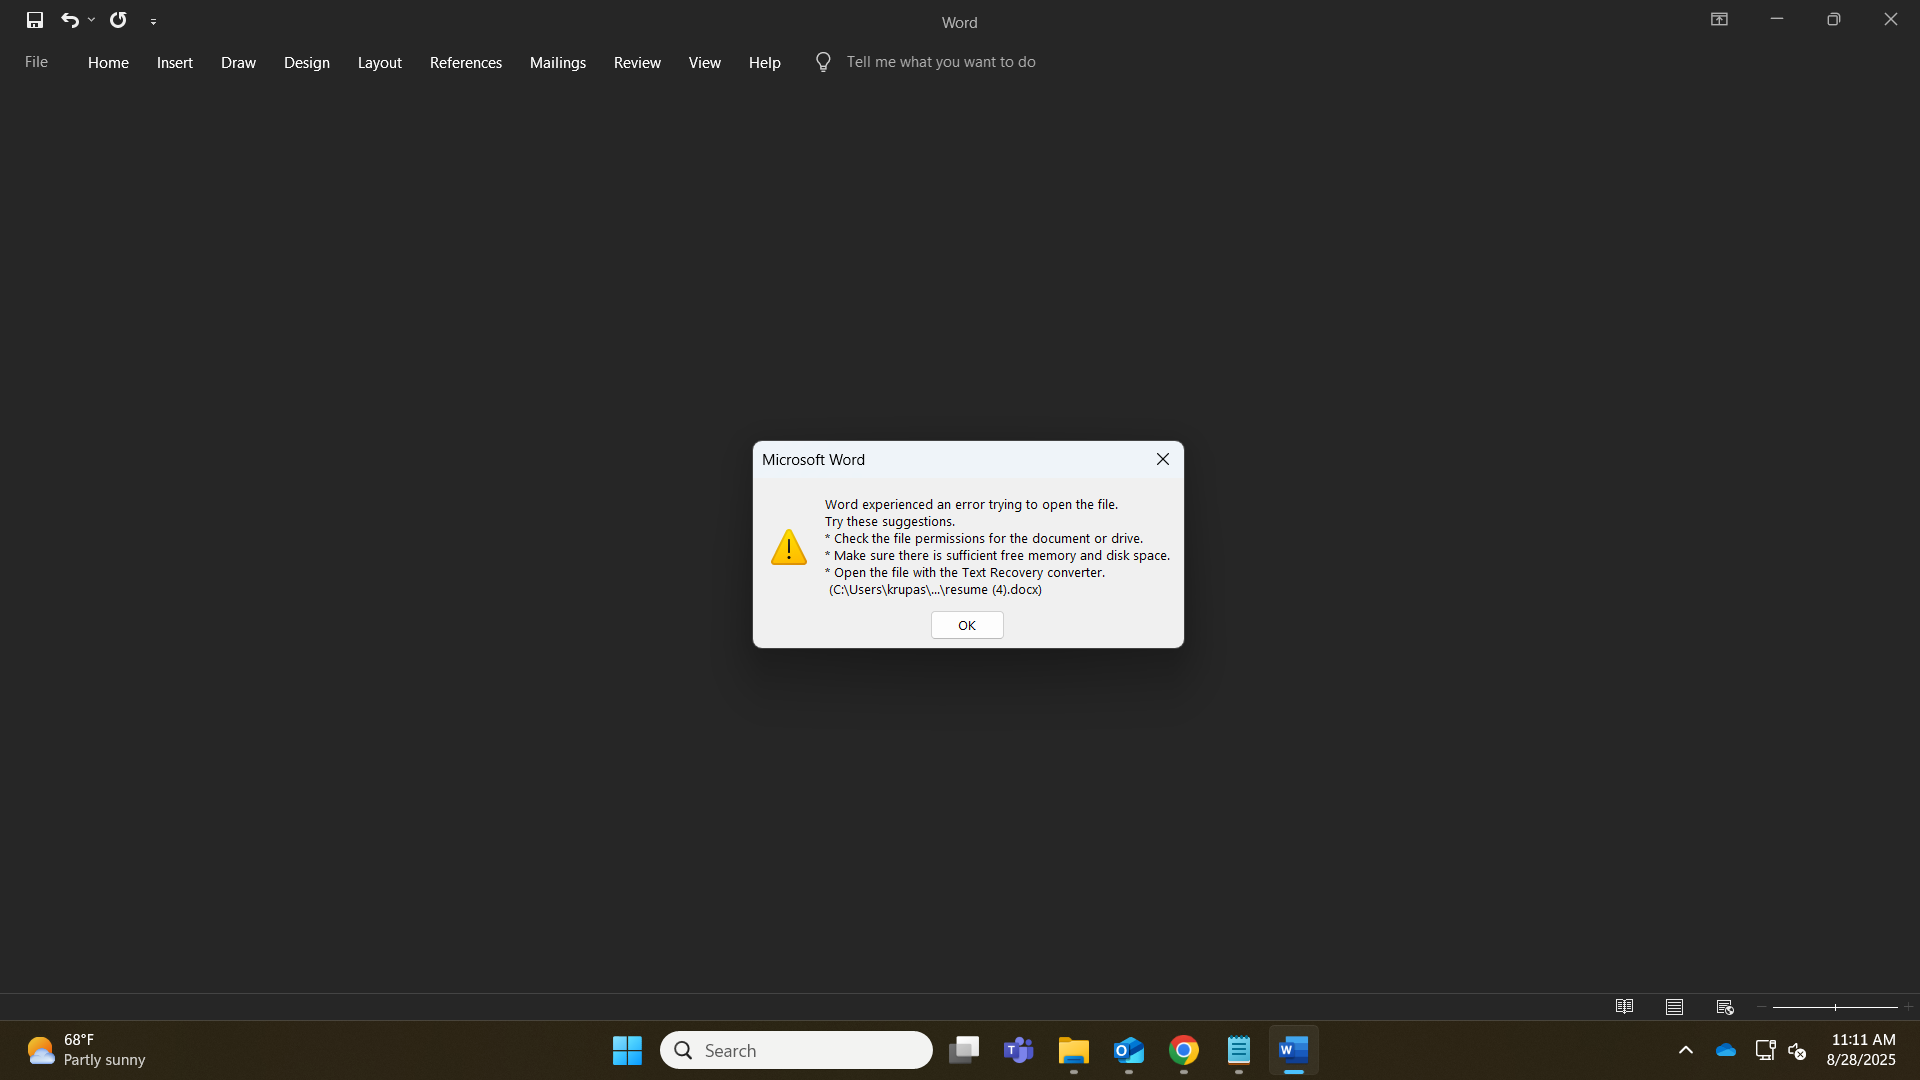 Word
File
Home
Insert
Draw
Design
Layout
References
Mailings
Review
View
Help
Tell me what you want to do
Microsoft Word
Word experienced an error trying to open the file.
Try these suggestions.
* Check the file permissions for the document or drive.
* Make sure there is sufficient free memory and disk space.
* Open the file with the Text Recovery converter.
(C:\Users\krupas\...\resume (4).docx)
OK
68°F
Partly sunny
Search
11:11 AM
8/28/2025